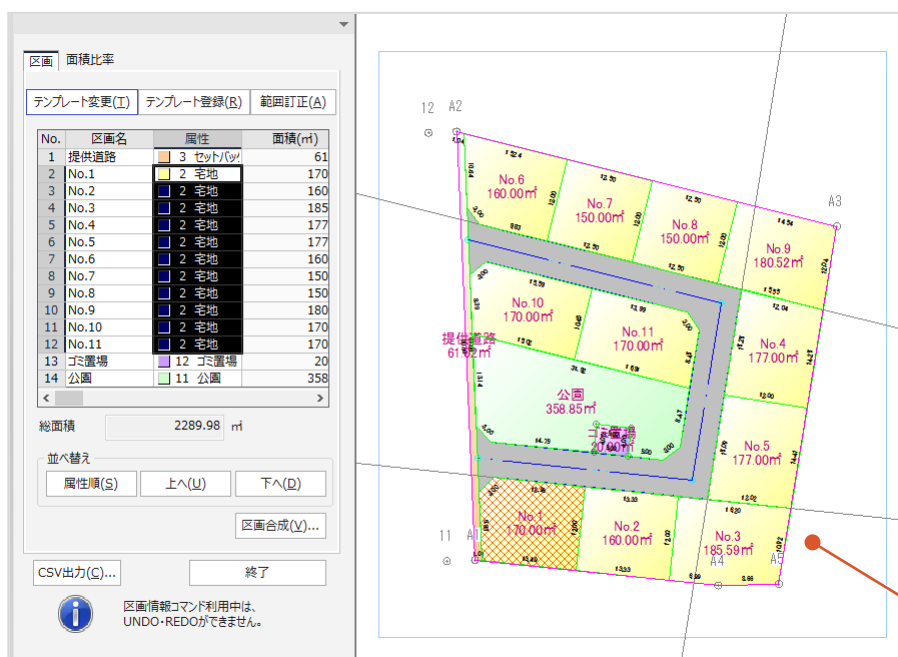 区画 面積比率
テンプレート変更(T) テンプレート登録(R) 範囲訂正(A)
No. 区画名 属性 面積(㎡)
1 提供道路 3 セットバック 61
2 No.1 2 宅地 170
3 No.2 2 宅地 160
4 No.3 2 宅地 185
5 No.4 2 宅地 177
6 No.5 2 宅地 177
7 No.6 2 宅地 160
8 No.7 2 宅地 150
9 No.8 2 宅地 150
10 No.9 2 宅地 180
11 No.10 2 宅地 170
12 No.11 2 宅地 170
13 ゴミ置場 12 ゴミ置場 20
14 公園 11 公園 358
総面積 2289.98 ㎡
並べ替え
属性順(S) 上へ(U) 下へ(D)
区画合成(V)...
CSV出力(C)... 終了
区画情報コマンド利用中は、
UNDO・REDOができません。
12 A2
A3
No.6
160.00㎡
No.7
150.00㎡
No.8
150.00㎡
No.9
180.52㎡
No.10
170.00㎡
No.11
170.00㎡
No.4
177.00㎡
提供道路
公園
358.85㎡
ゴミ置場
20.00㎡
No.5
177.00㎡
11 A1
No.1
170.00㎡
No.2
160.00㎡
No.3
185.59㎡
A4 A5